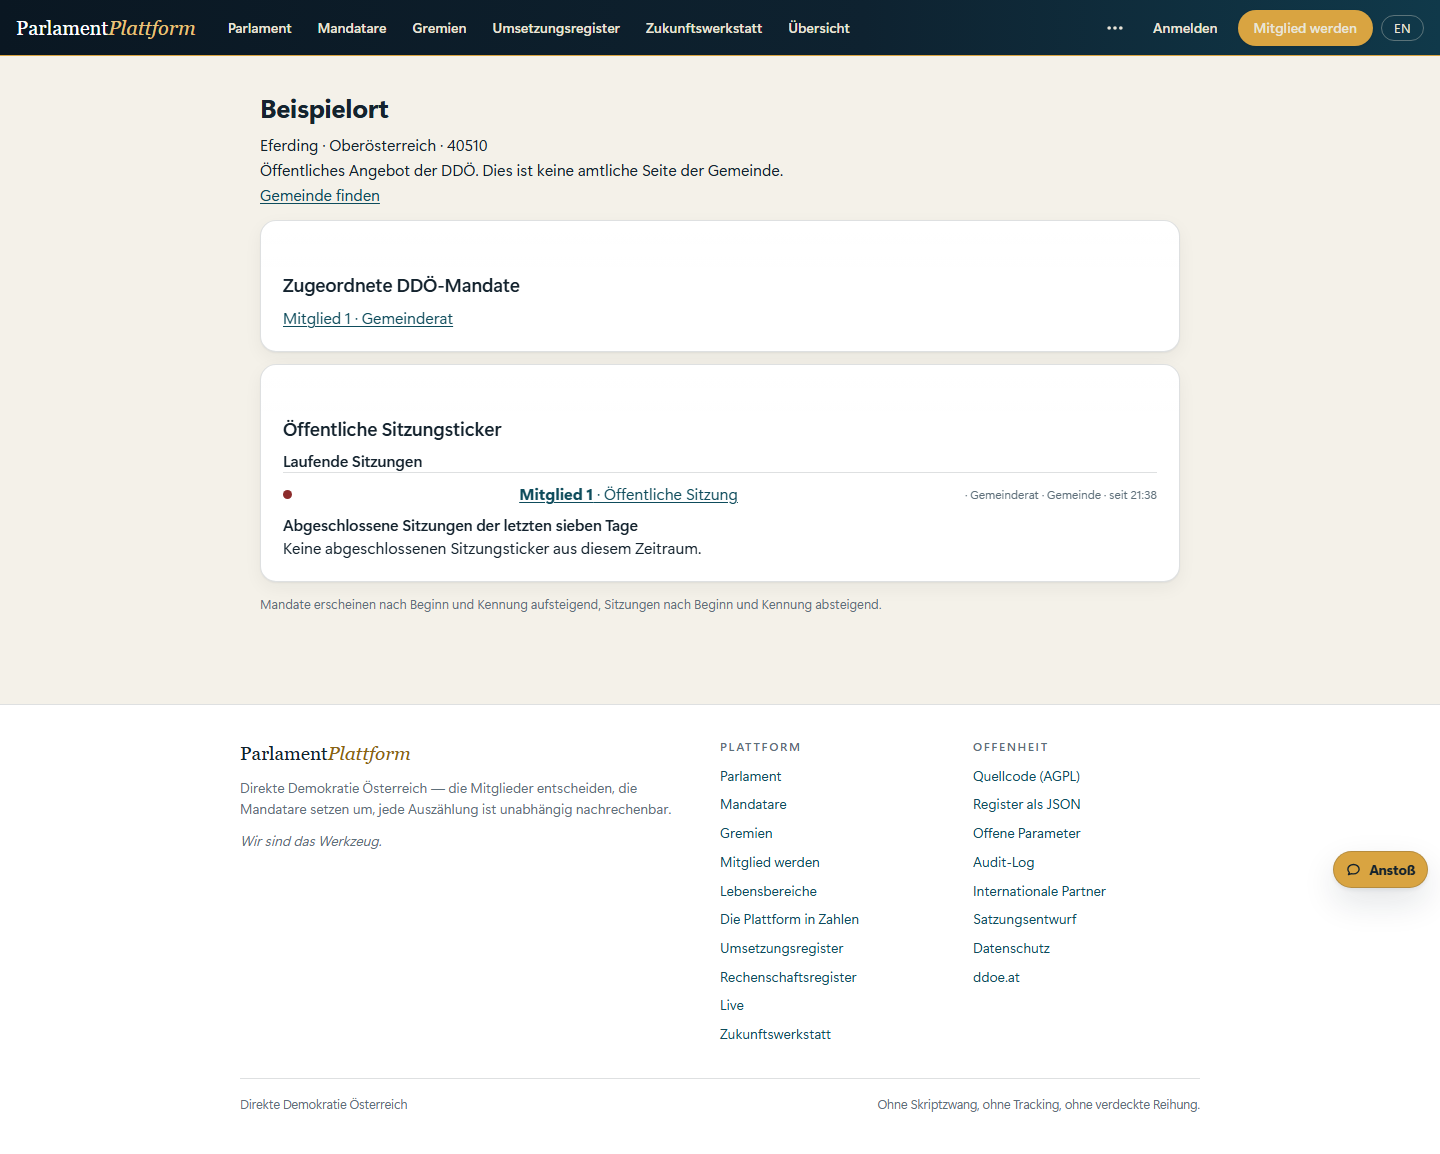 ParlamentPlattform Parlament Mandatare Gremien Umsetzungsregister Zukunftswerkstatt Übersicht ••• Anmelden Mitglied werden EN
Beispielort
Eferding · Oberösterreich · 40510
Öffentliches Angebot der DDÖ. Dies ist keine amtliche Seite der Gemeinde.
Gemeinde finden
Zugeordnete DDÖ-Mandate
Mitglied 1 · Gemeinderat
Öffentliche Sitzungsticker
Laufende Sitzungen
Mitglied 1 · Öffentliche Sitzung · Gemeinderat · Gemeinde · seit 21:38
Abgeschlossene Sitzungen der letzten sieben Tage
Keine abgeschlossenen Sitzungsticker aus diesem Zeitraum.
Mandate erscheinen nach Beginn und Kennung aufsteigend, Sitzungen nach Beginn und Kennung absteigend.
ParlamentPlattform
Direkte Demokratie Österreich — die Mitglieder entscheiden, die
Mandatare setzen um, jede Auszählung ist unabhängig nachrechenbar.
Wir sind das Werkzeug.
PLATTFORM
Parlament
Mandatare
Gremien
Mitglied werden
Lebensbereiche
Die Plattform in Zahlen
Umsetzungsregister
Rechenschaftsregister
Live
Zukunftswerkstatt
OFFENHEIT
Quellcode (AGPL)
Register als JSON
Offene Parameter
Audit-Log
Internationale Partner
Satzungsentwurf
Datenschutz
ddoe.at
Anstoß
Direkte Demokratie Österreich
Ohne Skriptzwang, ohne Tracking, ohne verdeckte Reihung.